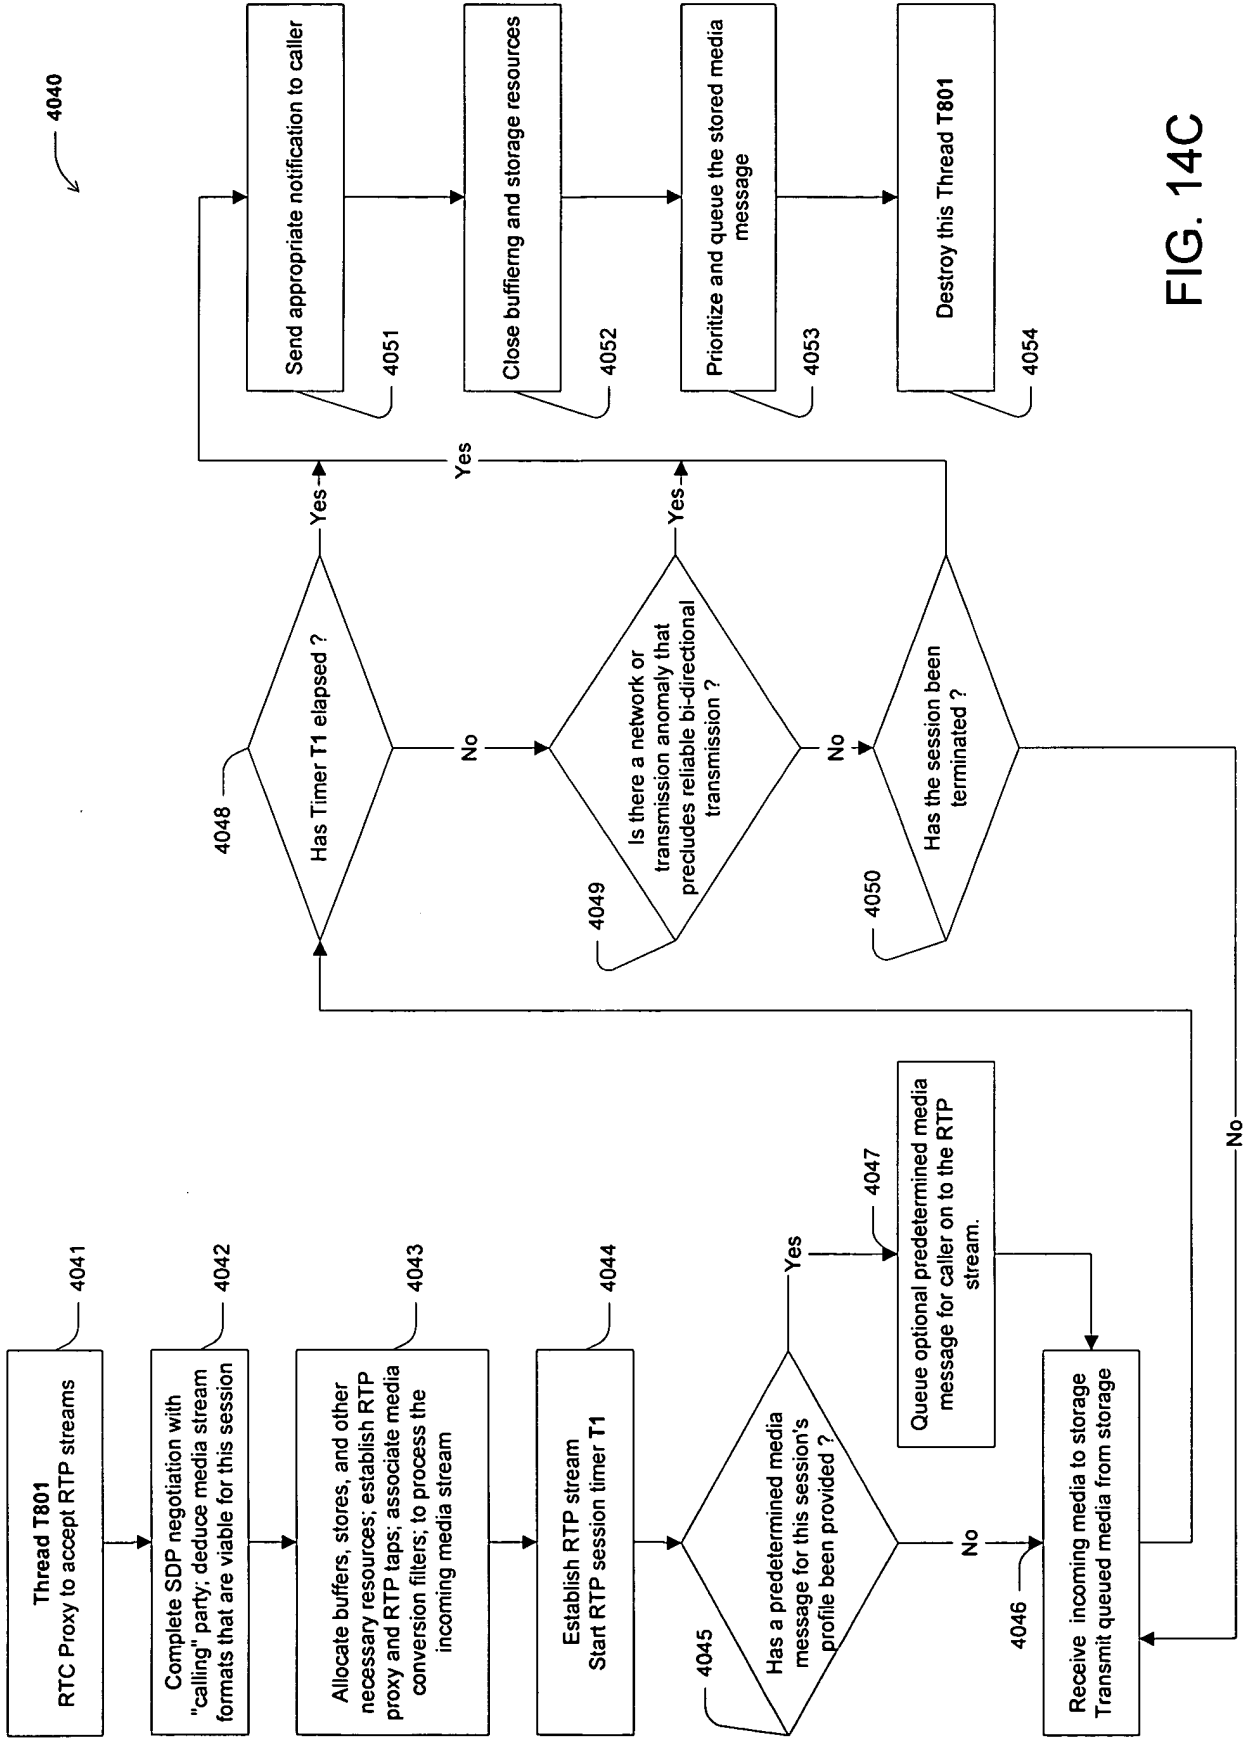 4040
Thread T801
RTC Proxy to accept RTP streams
4041
Complete SDP negotiation with
"calling" party; deduce media stream
formats that are viable for this session
4042
Allocate buffers, stores, and other
necessary resources; establish RTP
proxy and RTP taps; associate media
conversion filters; to process the
incoming media stream
4043
Establish RTP stream
Start RTP session timer T1
4044
Has a predetermined media
message for this session's
profile been provided ?
4045
Yes
No
4047
Queue optional predetermined media
message for caller on to the RTP
stream.
4046
Receive incoming media to storage
Transmit queued media from storage
4048
Has Timer T1 elapsed ?
Yes
No
4049
Is there a network or
transmission anomaly that
precludes reliable bi-directional
transmission ?
Yes
No
4050
Has the session been
terminated ?
Yes
No
Send appropriate notification to caller
4051
Close buffierng and storage resources
4052
Prioritize and queue the stored media
message
4053
Destroy this Thread T801
4054
FIG. 14C